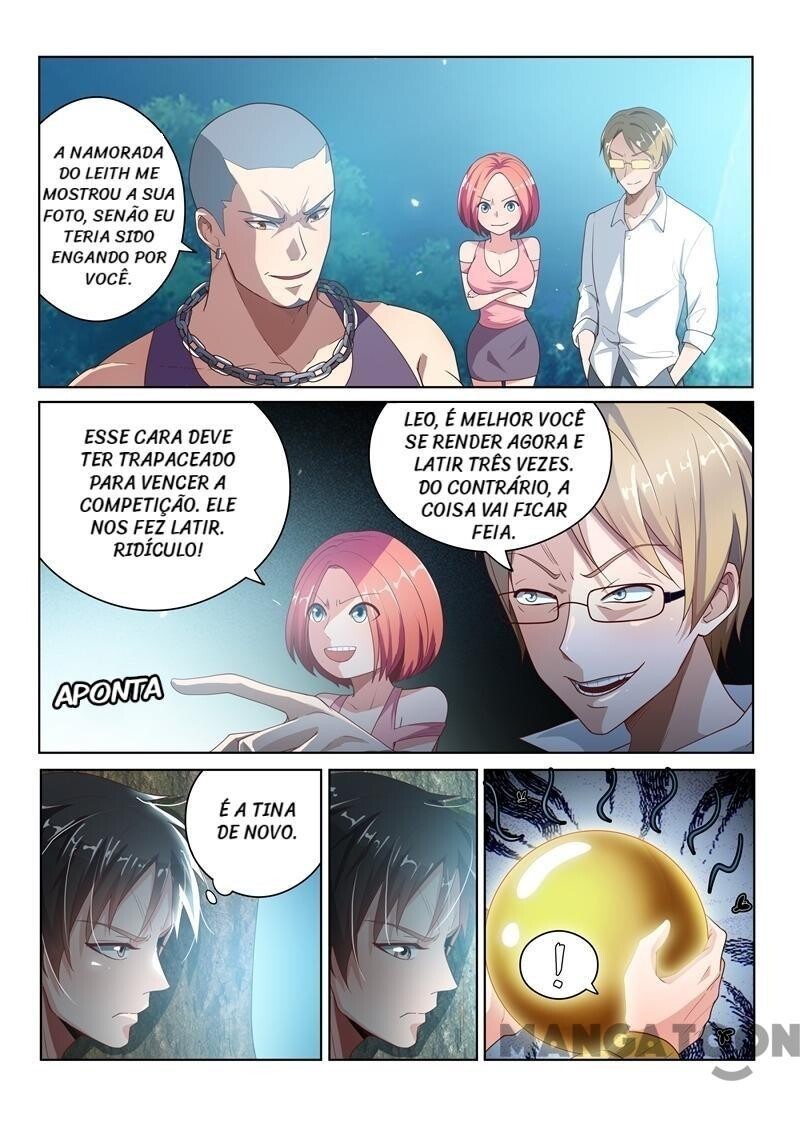 A NAMORADA
DO LEITH ME
MOSTROU A SUA
FOTO, SENÃO EU
TERIA SIDO
ENGANDO POR
VOCÊ.
ESSE CARA DEVE
TER TRAPACEADO
PARA VENCER A
COMPETIÇÃO. ELE
NOS FEZ LATIR.
RIDÍCULO!
LEO, É MELHOR VOCÊ
SE RENDER AGORA E
LATIR TRÊS VEZES.
DO CONTRÁRIO, A
COISA VAI FICAR
FEIA.
APONTA
É A TINA
DE NOVO.
!
MANGATOON